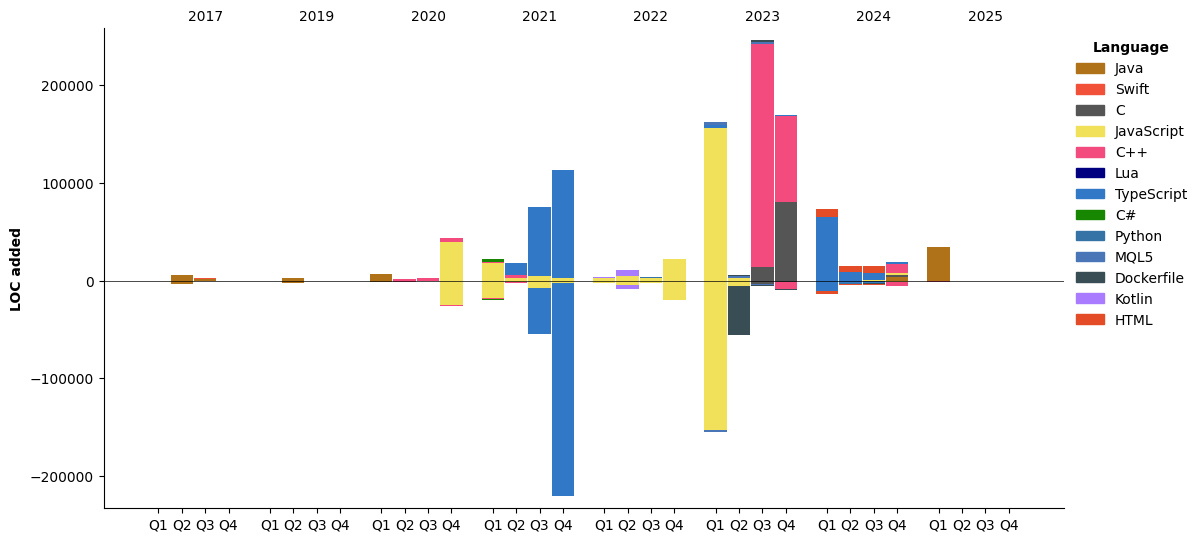 2017 2019 2020 2021 2022 2023 2024 2025
Language
Java
Swift
C
JavaScript
C++
Lua
TypeScript
C#
Python
MQL5
Dockerfile
Kotlin
HTML
LOC added
200000
100000
0
−100000
−200000
Q1 Q2 Q3 Q4 Q1 Q2 Q3 Q4 Q1 Q2 Q3 Q4 Q1 Q2 Q3 Q4 Q1 Q2 Q3 Q4 Q1 Q2 Q3 Q4 Q1 Q2 Q3 Q4 Q1 Q2 Q3 Q4